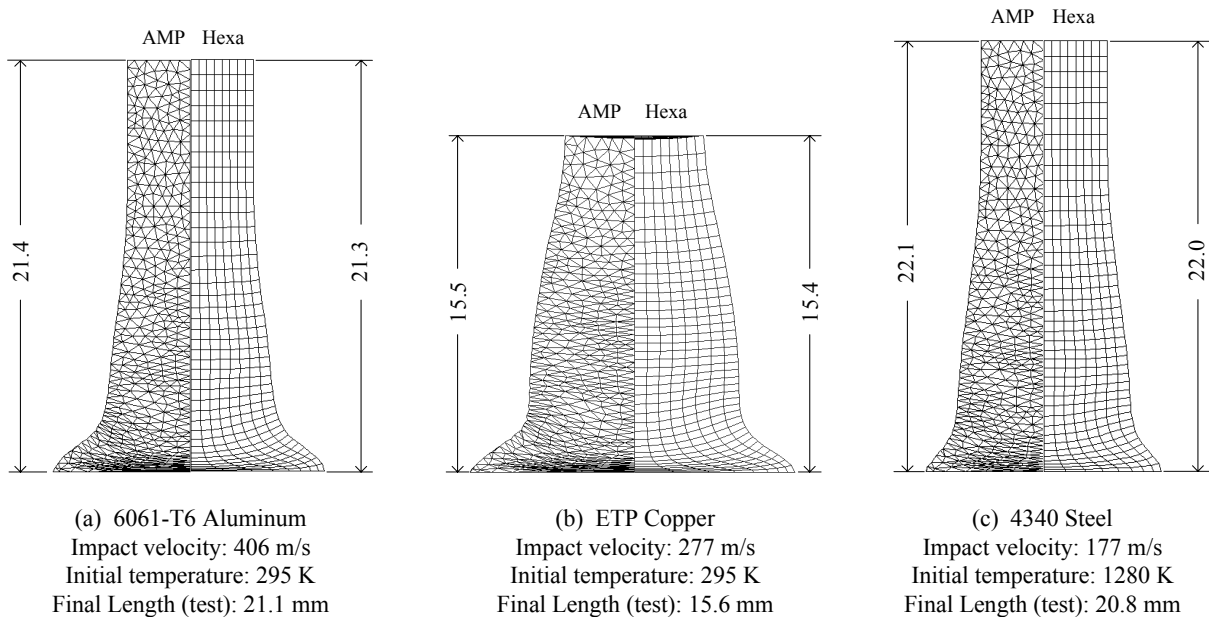 AMP Hexa
21.4
21.3
(a) 6061-T6 Aluminum
Impact velocity: 406 m/s
Initial temperature: 295 K
Final Length (test): 21.1 mm
AMP Hexa
15.5
15.4
(b) ETP Copper
Impact velocity: 277 m/s
Initial temperature: 295 K
Final Length (test): 15.6 mm
AMP Hexa
22.1
22.0
(c) 4340 Steel
Impact velocity: 177 m/s
Initial temperature: 1280 K
Final Length (test): 20.8 mm